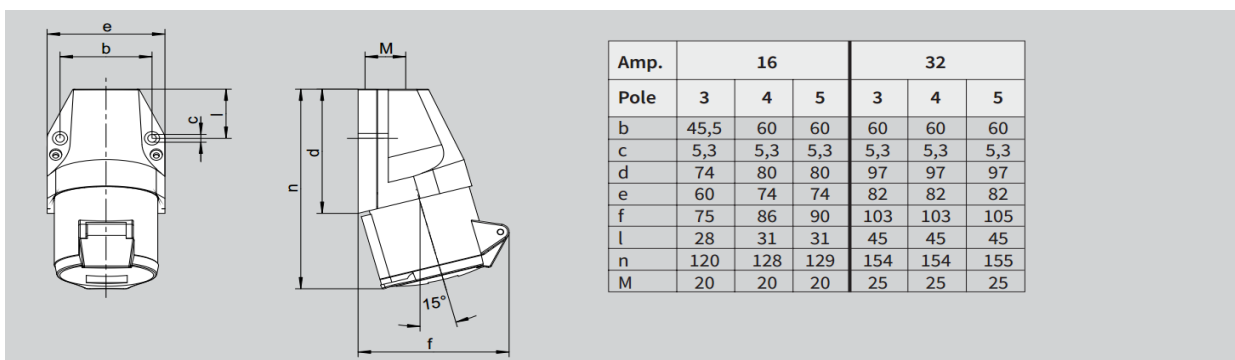 e
b
c
l
M
n
d
15°
f
Amp. 16 32
Pole 3 4 5 3 4 5
b 45,5 60 60 60 60 60
c 5,3 5,3 5,3 5,3 5,3 5,3
d 74 80 80 97 97 97
e 60 74 74 82 82 82
f 75 86 90 103 103 105
l 28 31 31 45 45 45
n 120 128 129 154 154 155
M 20 20 20 25 25 25